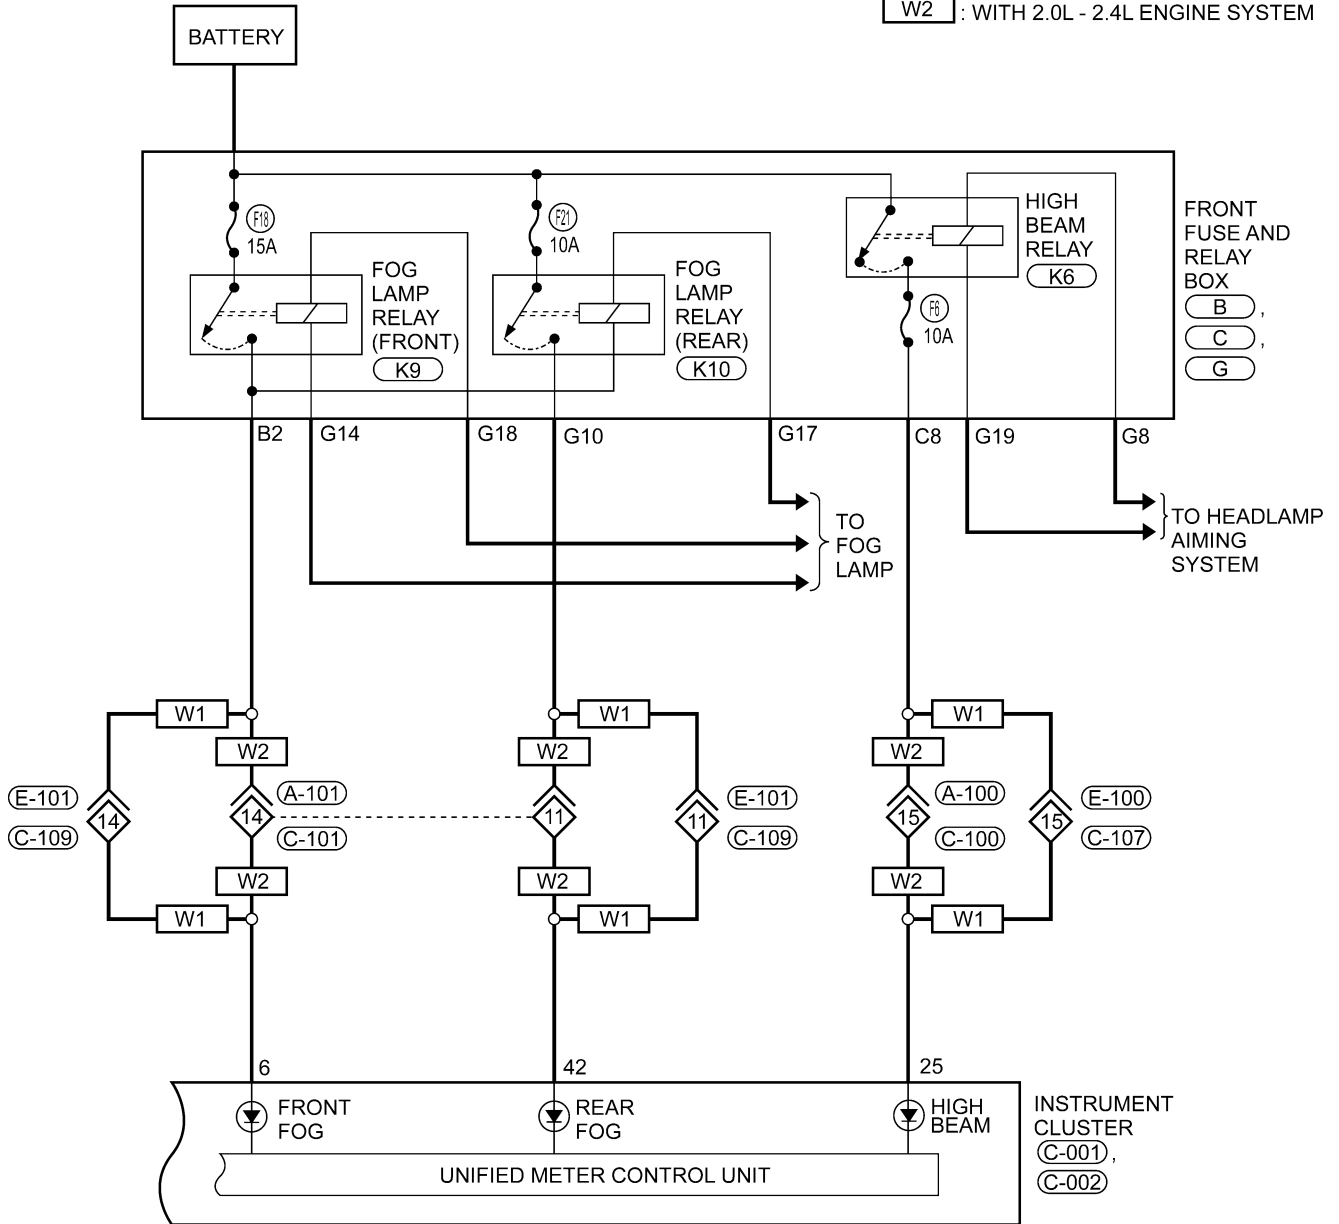 W2 : WITH 2.0L - 2.4L ENGINE SYSTEM
BATTERY
F18
15A
F21
10A
FOG
LAMP
RELAY
(FRONT)
K9
FOG
LAMP
RELAY
(REAR)
K10
HIGH
BEAM
RELAY
K6
F6
10A
FRONT
FUSE AND
RELAY
BOX
B ,
C ,
G
B2 G14 G18 G10 G17 C8 G19 G8
TO
FOG
LAMP
TO HEADLAMP
AIMING
SYSTEM
W1 W1 W1
W2 W2 W2
E-101 A-101 E-101 A-100 E-100
14 14 11 11 15 15
C-109 C-101 C-109 C-100 C-107
W2 W2 W2
W1 W1 W1
6 42 25
FRONT
FOG
REAR
FOG
HIGH
BEAM
UNIFIED METER CONTROL UNIT
INSTRUMENT
CLUSTER
C-001 ,
C-002